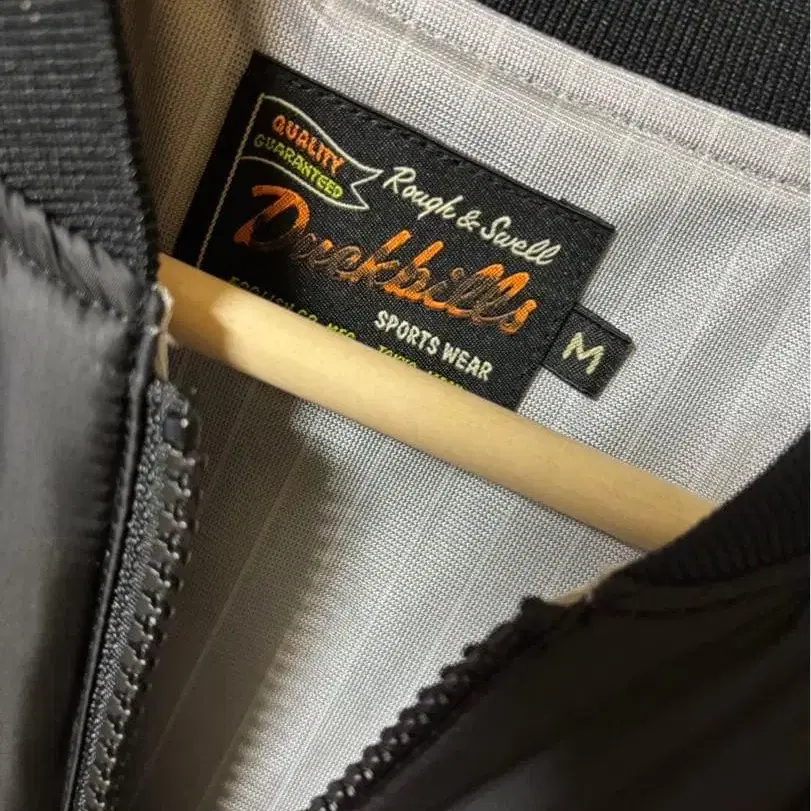 QUALITY
GUARANTEED
Rough & Swell
Duckbills
SPORTS WEAR
M